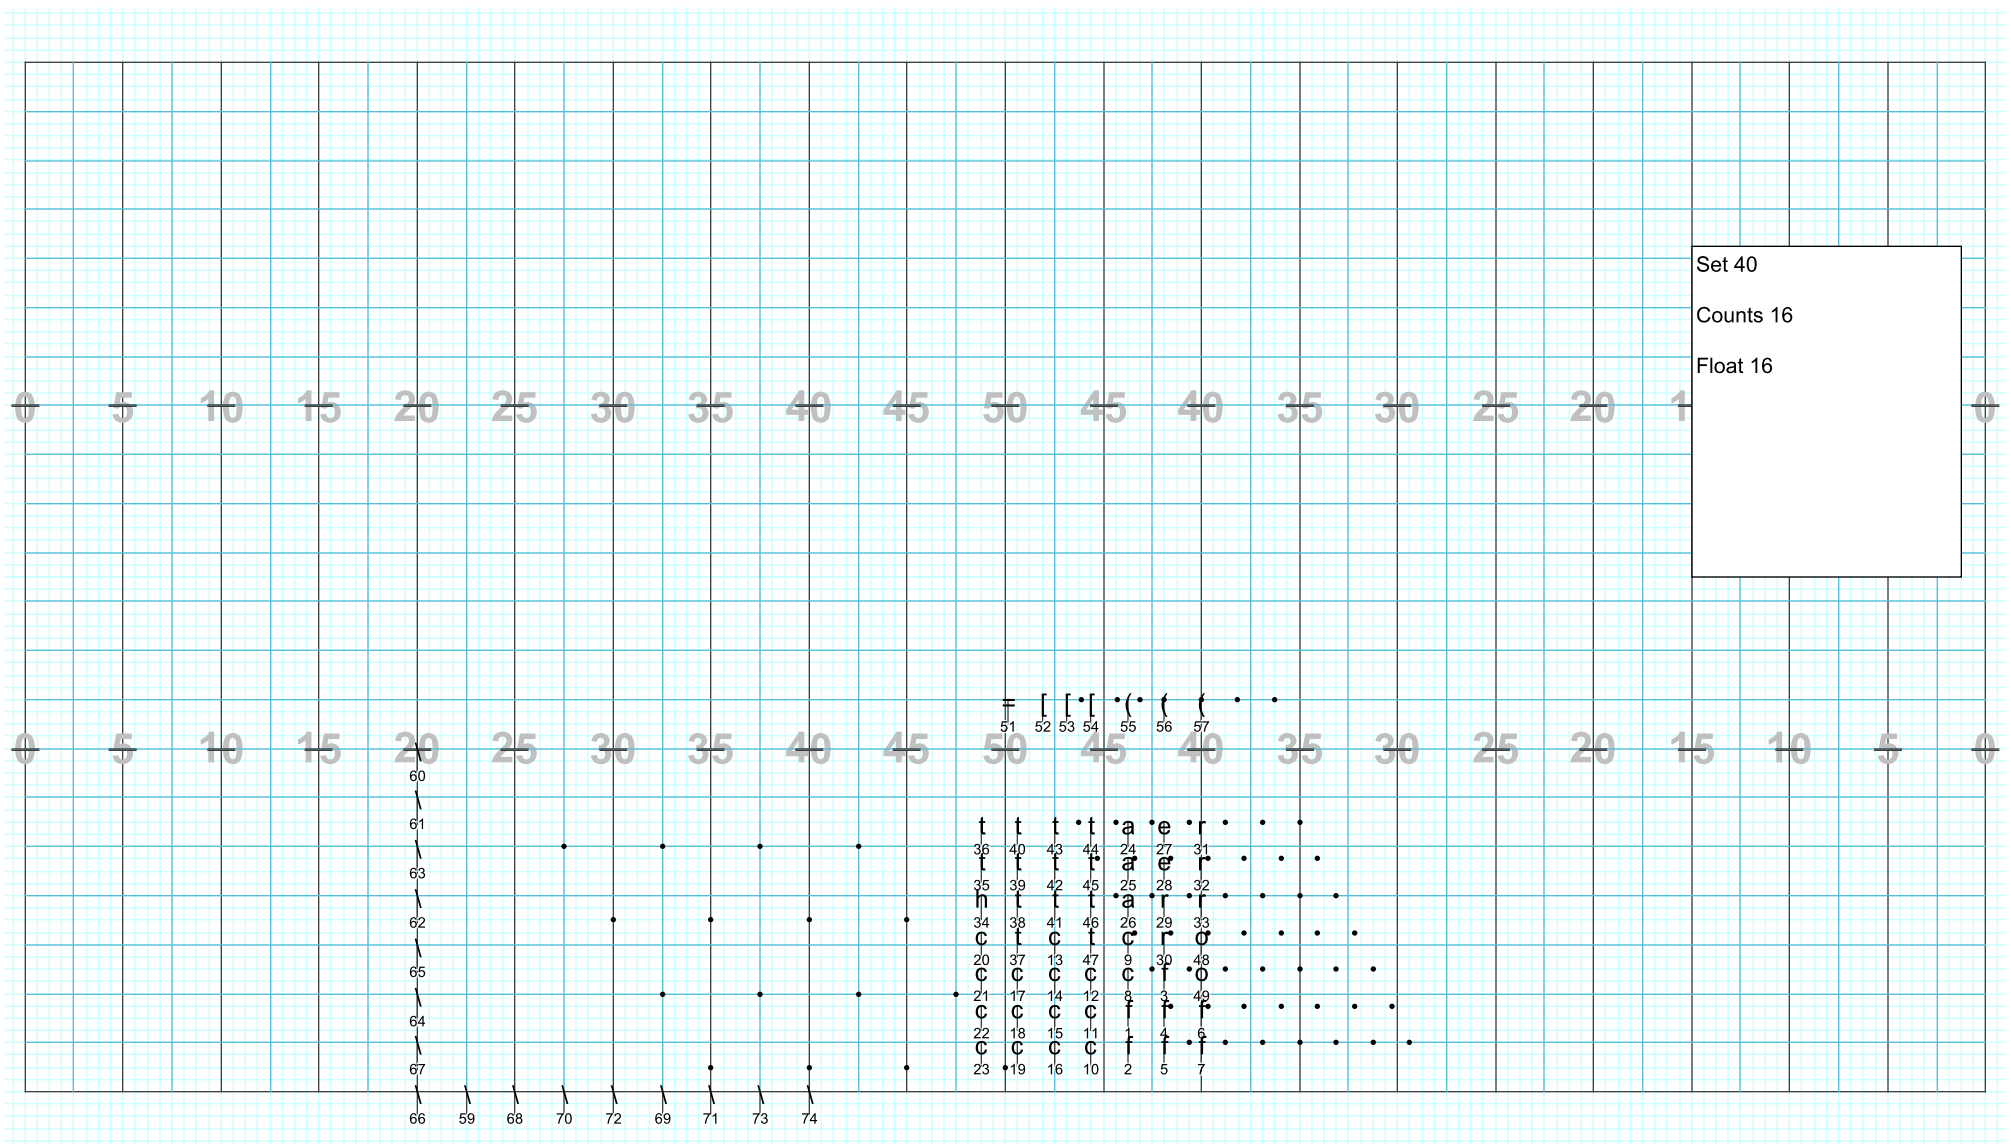 Set 40
Counts 16
Float 16
0 5 10 15 20 25 30 35 40 45 50 45 40 35 30 25 20 1 0
= [ [ [ ( ( (
51 52 53 54 55 56 57
0 5 10 15 20 25 30 35 40 45 50 45 40 35 30 25 20 15 10 5 0
\
60
\
61
t t t t a e r
36 40 43 44 24 27 31
\
63
t t t t a e r
35 39 42 45 25 28 32
\
62
h t t t a r r
34 38 41 46 26 29 33
\
65
c t c t c r o
20 37 13 47 9 30 48
c c c c c f o
21 17 14 12 8 3 49
\
64
c c c c f f f
22 18 15 11 1 4 6
\
67
c c c c f f f
23 19 16 10 2 5 7
\ \ \ \ \ \ \ \ \
66 59 68 70 72 69 71 73 74